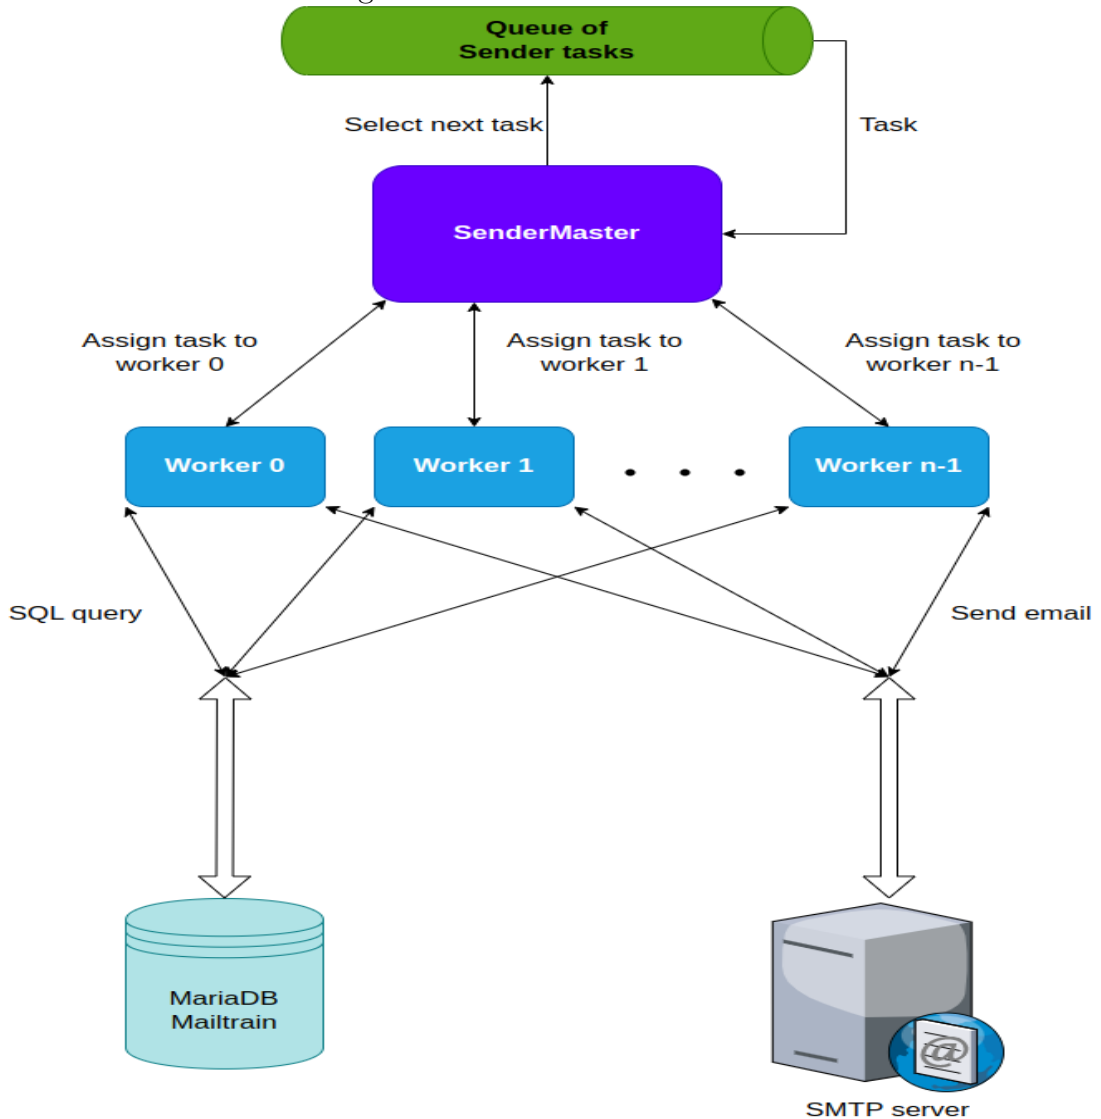 Queue of
Sender tasks
Select next task
Task
SenderMaster
Assign task to
worker 0
Assign task to
worker 1
Assign task to
worker n-1
Worker 0
Worker 1
Worker n-1
SQL query
Send email
MariaDB
Mailtrain
@
SMTP server